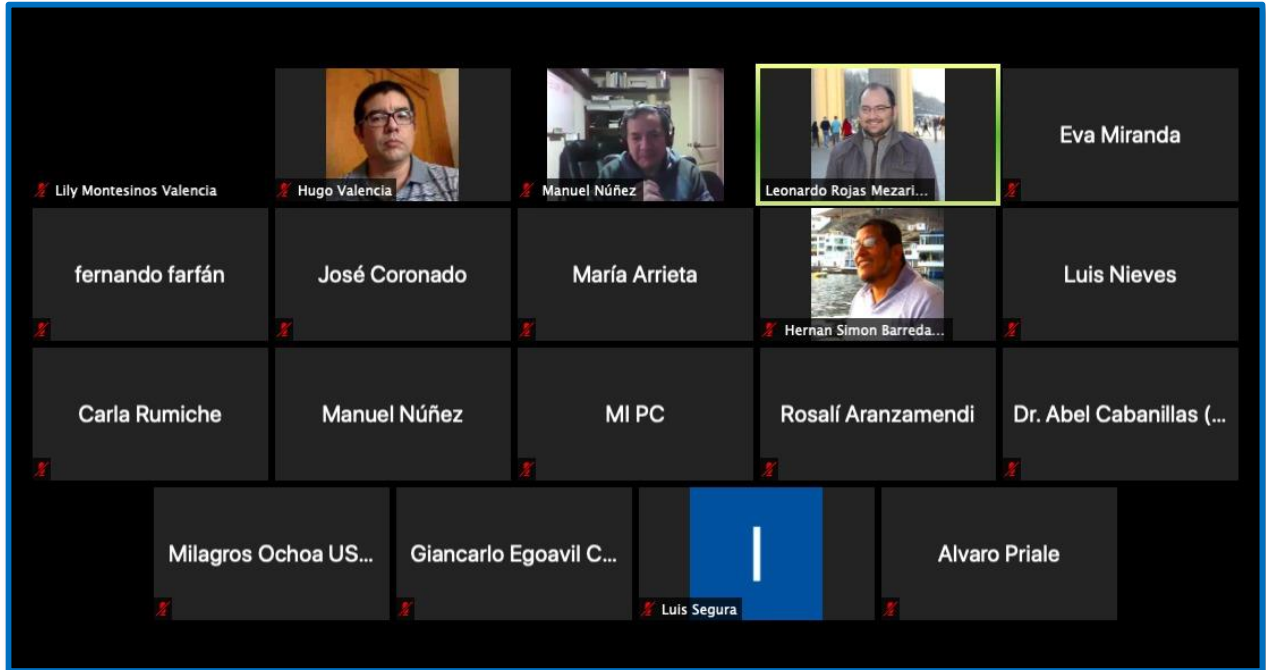 Lily Montesinos Valencia
Hugo Valencia
Manuel Núñez
Leonardo Rojas Mezari...
Eva Miranda
fernando farfán
José Coronado
María Arrieta
Hernan Simon Barreda...
Luis Nieves
Carla Rumiche
Manuel Núñez
MI PC
Rosalí Aranzamendi
Dr. Abel Cabanillas (...
Milagros Ochoa US...
Giancarlo Egoavil C...
l
Luis Segura
Alvaro Priale